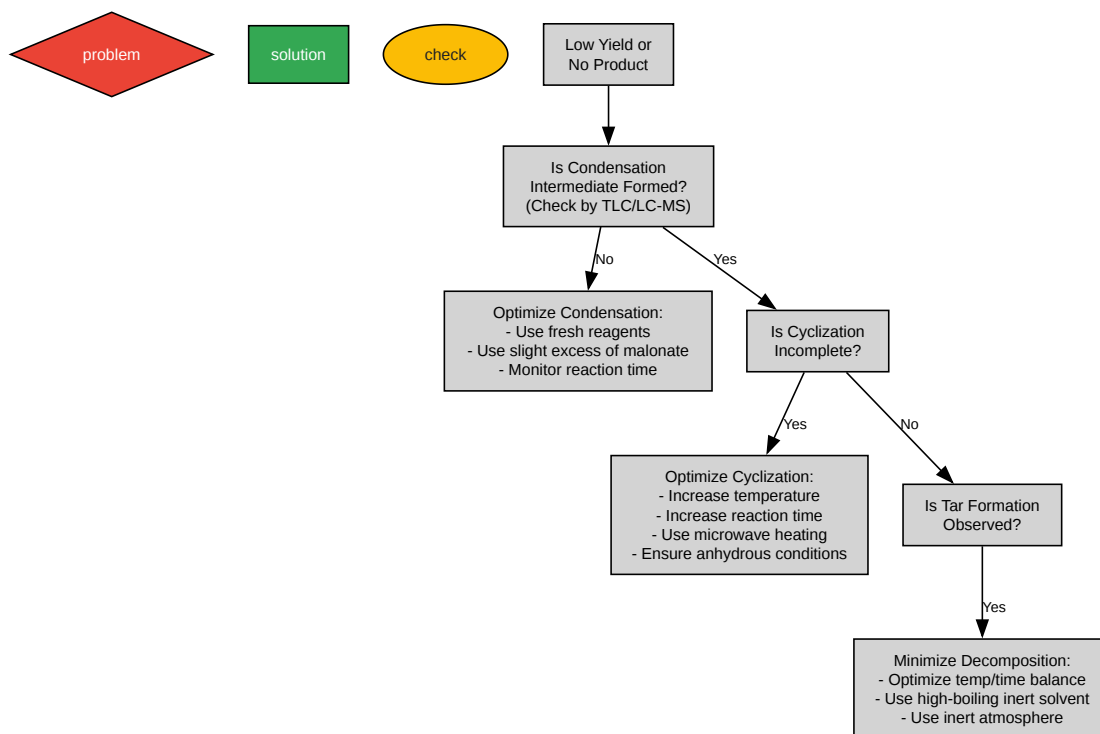 problem
solution
check
Low Yield or
No Product
Is Condensation
Intermediate Formed?
(Check by TLC/LC-MS)
No
Yes
Optimize Condensation:
- Use fresh reagents
- Use slight excess of malonate
- Monitor reaction time
Is Cyclization
Incomplete?
Yes
No
Optimize Cyclization:
- Increase temperature
- Increase reaction time
- Use microwave heating
- Ensure anhydrous conditions
Is Tar Formation
Observed?
Yes
Minimize Decomposition:
- Optimize temp/time balance
- Use high-boiling inert solvent
- Use inert atmosphere